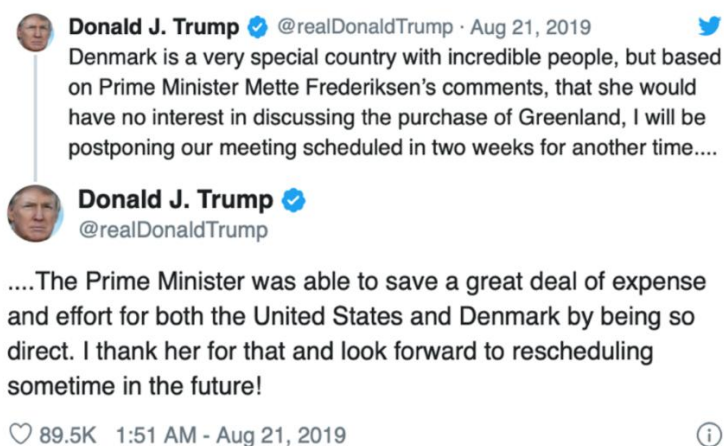 Donald J. Trump @realDonaldTrump · Aug 21, 2019
Denmark is a very special country with incredible people, but based
on Prime Minister Mette Frederiksen’s comments, that she would
have no interest in discussing the purchase of Greenland, I will be
postponing our meeting scheduled in two weeks for another time....
Donald J. Trump
@realDonaldTrump
....The Prime Minister was able to save a great deal of expense
and effort for both the United States and Denmark by being so
direct. I thank her for that and look forward to rescheduling
sometime in the future!
89.5K 1:51 AM - Aug 21, 2019